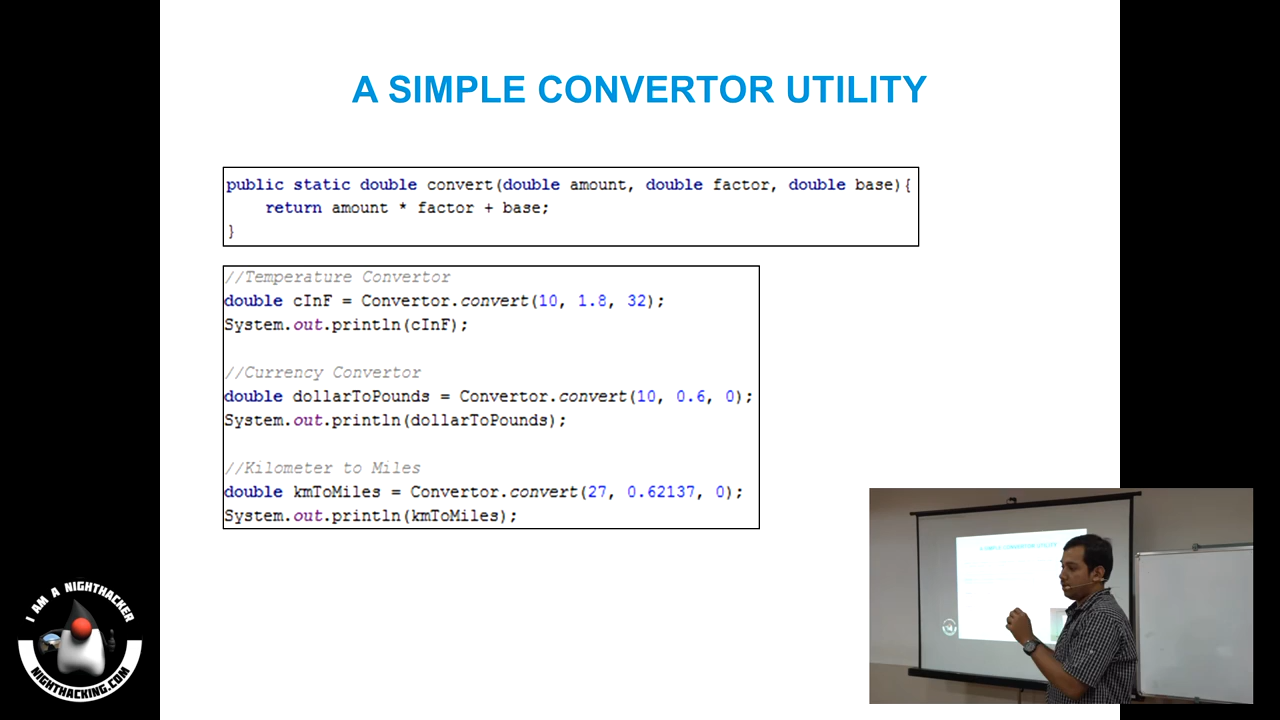 A SIMPLE CONVERTOR UTILITY
public static double convert(double amount, double factor, double base){
return amount * factor + base;
}
//Temperature Convertor
double cInF = Convertor.convert(10, 1.8, 32);
System.out.println(cInF);
//Currency Convertor
double dollarToPounds = Convertor.convert(10, 0.6, 0);
System.out.println(dollarToPounds);
//Kilometer to Miles
double kmToMiles = Convertor.convert(27, 0.62137, 0);
System.out.println(kmToMiles);
I AM A NIGHTHACKER
NIGHTHACKING.COM
A SIMPLE CONVERTOR UTILITY